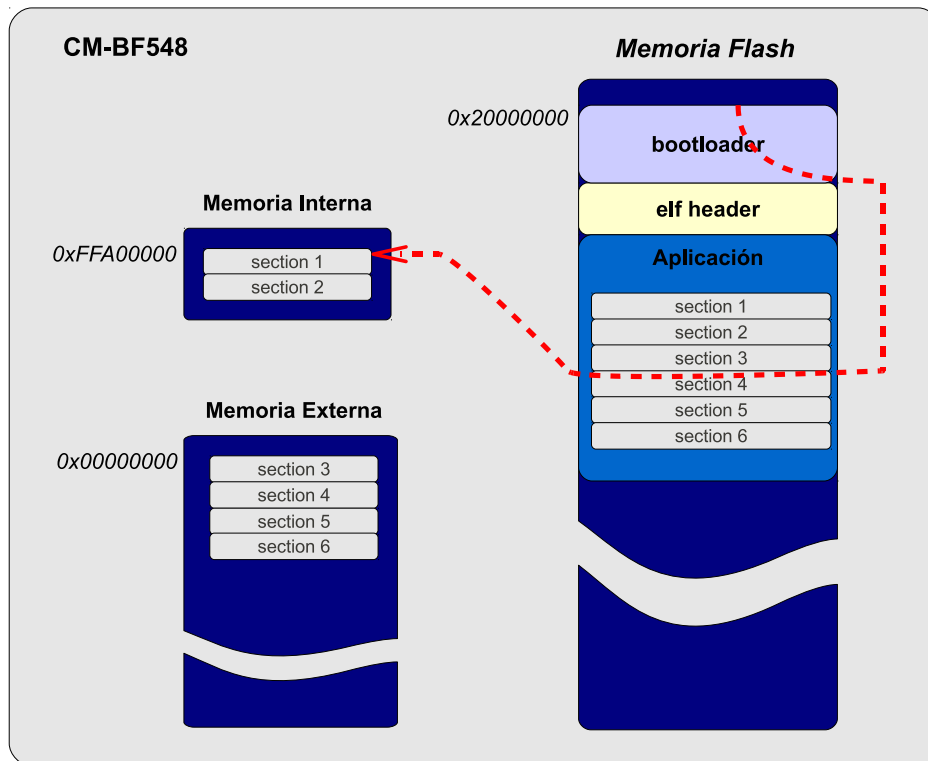 CM-BF548
Memoria Flash
0x20000000
bootloader
elf header
Aplicación
section 1
section 2
section 3
section 4
section 5
section 6
Memoria Interna
0xFFA00000
section 1
section 2
Memoria Externa
0x00000000
section 3
section 4
section 5
section 6